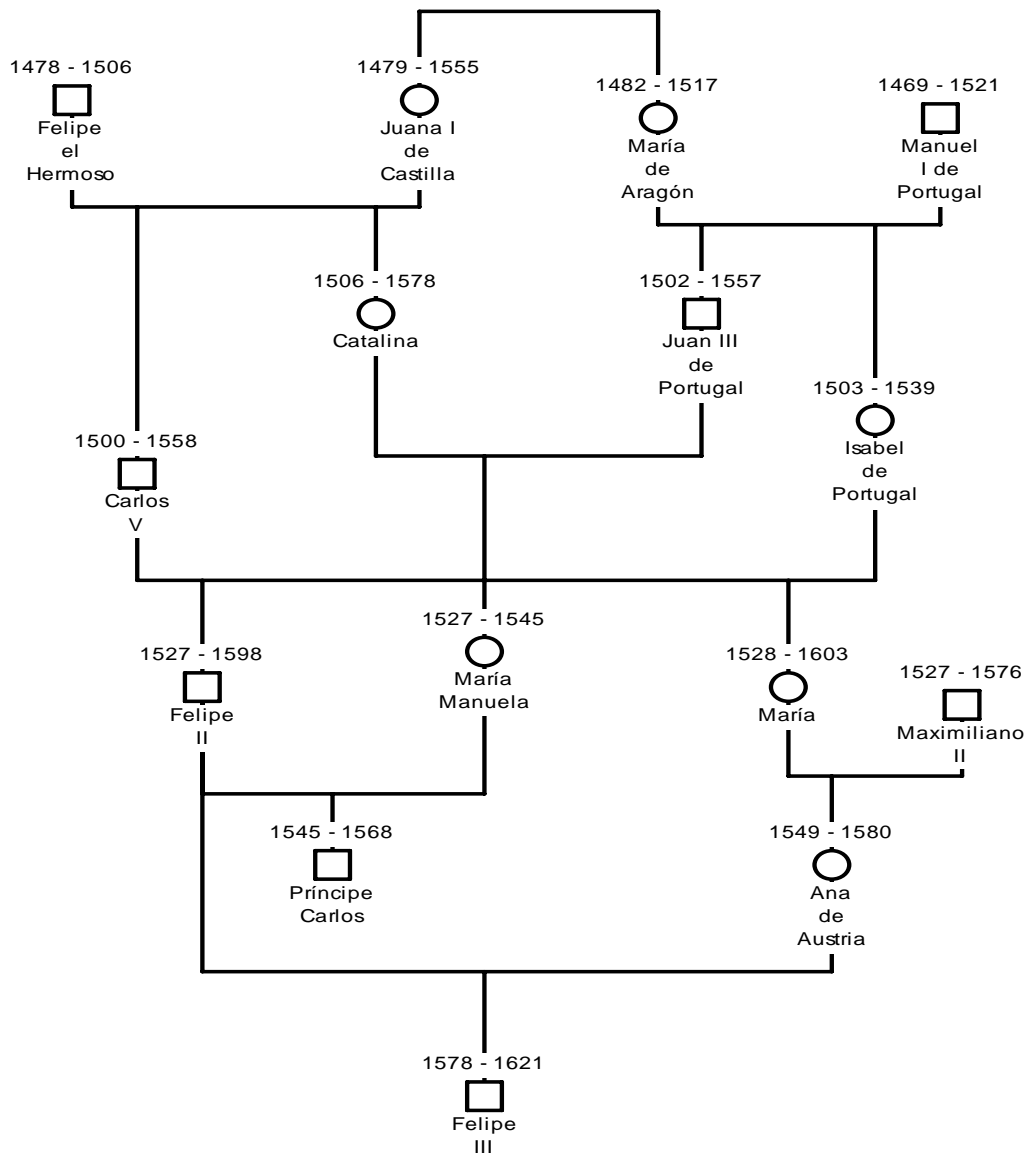 1478 - 1506
Felipe
el
Hermoso
1479 - 1555
Juana I
de
Castilla
1482 - 1517
María
de
Aragón
1469 - 1521
Manuel
I de
Portugal
1506 - 1578
Catalina
1502 - 1557
Juan III
de
Portugal
1503 - 1539
Isabel
de
Portugal
1500 - 1558
Carlos
V
1527 - 1598
Felipe
II
1527 - 1545
María
Manuela
1528 - 1603
María
1527 - 1576
Maximiliano
II
1545 - 1568
Príncipe
Carlos
1549 - 1580
Ana
de
Austria
1578 - 1621
Felipe
III